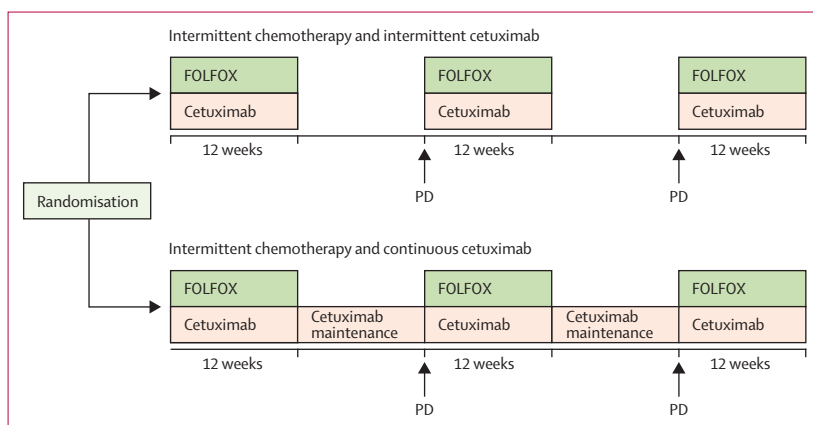 Intermittent chemotherapy and intermittent cetuximab
FOLFOX
FOLFOX
FOLFOX
Cetuximab
Cetuximab
Cetuximab
12 weeks
12 weeks
12 weeks
PD
PD
Randomisation
Intermittent chemotherapy and continuous cetuximab
FOLFOX
FOLFOX
FOLFOX
Cetuximab
Cetuximab
maintenance
Cetuximab
Cetuximab
maintenance
Cetuximab
12 weeks
12 weeks
12 weeks
PD
PD